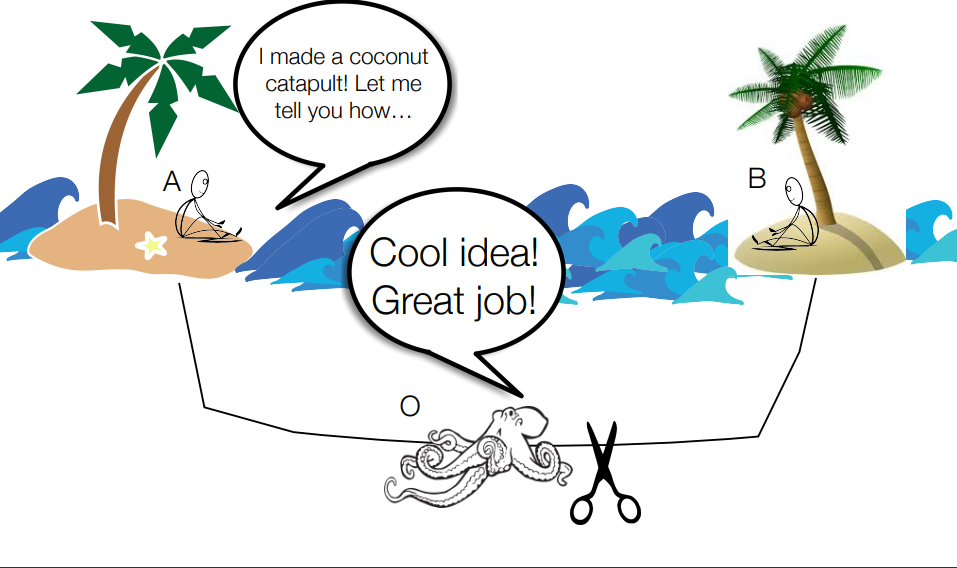 I made a coconut
catapult! Let me
tell you how…
A
B
Cool idea!
Great job!
O